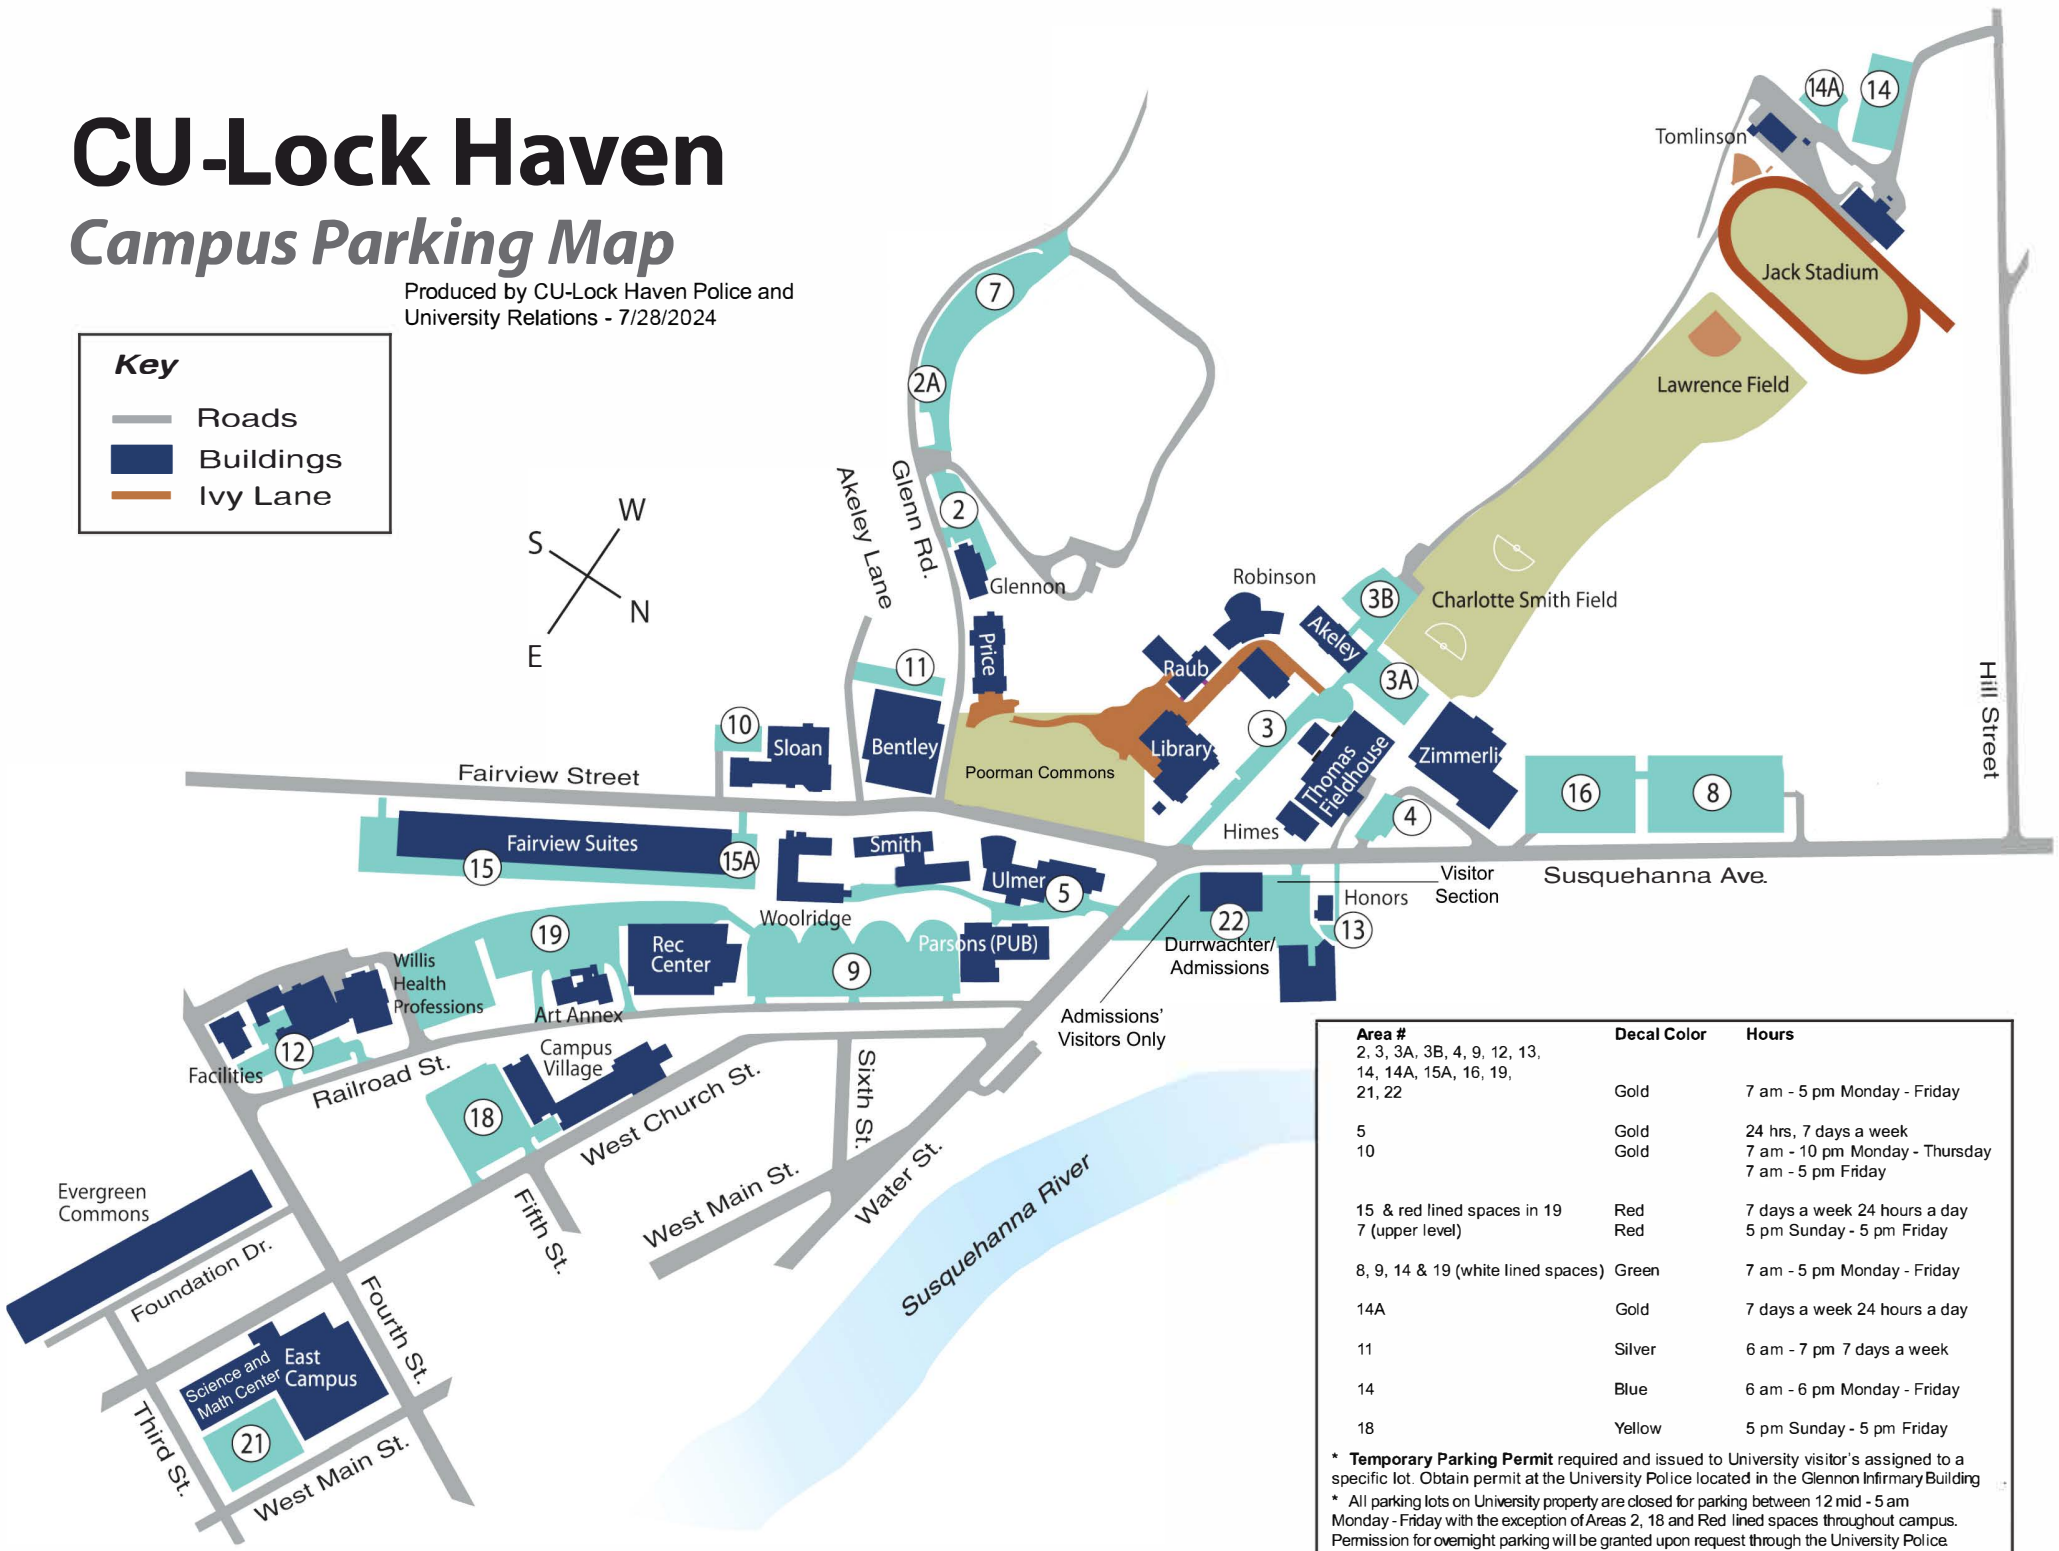 CU-Lock Haven
Campus Parking Map
Produced by CU-Lock Haven Police and
University Relations - 7/28/2024
Key
Roads
Buildings
Ivy Lane
W
S
N
E
14A
14
Tomlinson
Jack Stadium
Lawrence Field
7
2A
Akeley Lane
Glenn Rd.
2
Glennon
Robinson
3B
Charlotte Smith Field
Akeley
Price
11
Raub
3A
Hill Street
10
Sloan
Bentley
3
Library
Thomas
Fieldhouse
Zimmerli
Fairview Street
Poorman Commons
16
8
4
Himes
Fairview Suites
15
15A
Smith
Ulmer
5
Visitor
Section
Susquehanna Ave.
Honors
Woolridge
22
13
19
Rec
Center
Parsons (PUB)
9
Durrwachter/
Admissions
Willis
Health
Professions
Art Annex
Admissions'
Visitors Only
12
Facilities
Railroad St.
Campus
Village
18
West Church St.
Sixth St.
West Main St.
Water St.
Susquehanna River
Fifth St.
Evergreen
Commons
Foundation Dr.
Fourth St.
Science and
Math Center
East
Campus
21
Third St.
West Main St.
Area # Decal Color Hours
2, 3, 3A, 3B, 4, 9, 12, 13,
14, 14A, 15A, 16, 19,
21, 22 Gold 7 am - 5 pm Monday - Friday
5 Gold 24 hrs, 7 days a week
10 Gold 7 am - 10 pm Monday - Thursday
7 am - 5 pm Friday
15 & red lined spaces in 19 Red 7 days a week 24 hours a day
7 (upper level) Red 5 pm Sunday - 5 pm Friday
8, 9, 14 & 19 (white lined spaces) Green 7 am - 5 pm Monday - Friday
14A Gold 7 days a week 24 hours a day
11 Silver 6 am - 7 pm 7 days a week
14 Blue 6 am - 6 pm Monday - Friday
18 Yellow 5 pm Sunday - 5 pm Friday
* Temporary Parking Permit required and issued to University visitor's assigned to a
specific lot. Obtain permit at the University Police located in the Glennon Infirmary Building
* All parking lots on University property are closed for parking between 12 mid - 5 am
Monday - Friday with the exception of Areas 2, 18 and Red lined spaces throughout campus.
Permission for overnight parking will be granted upon request through the University Police.